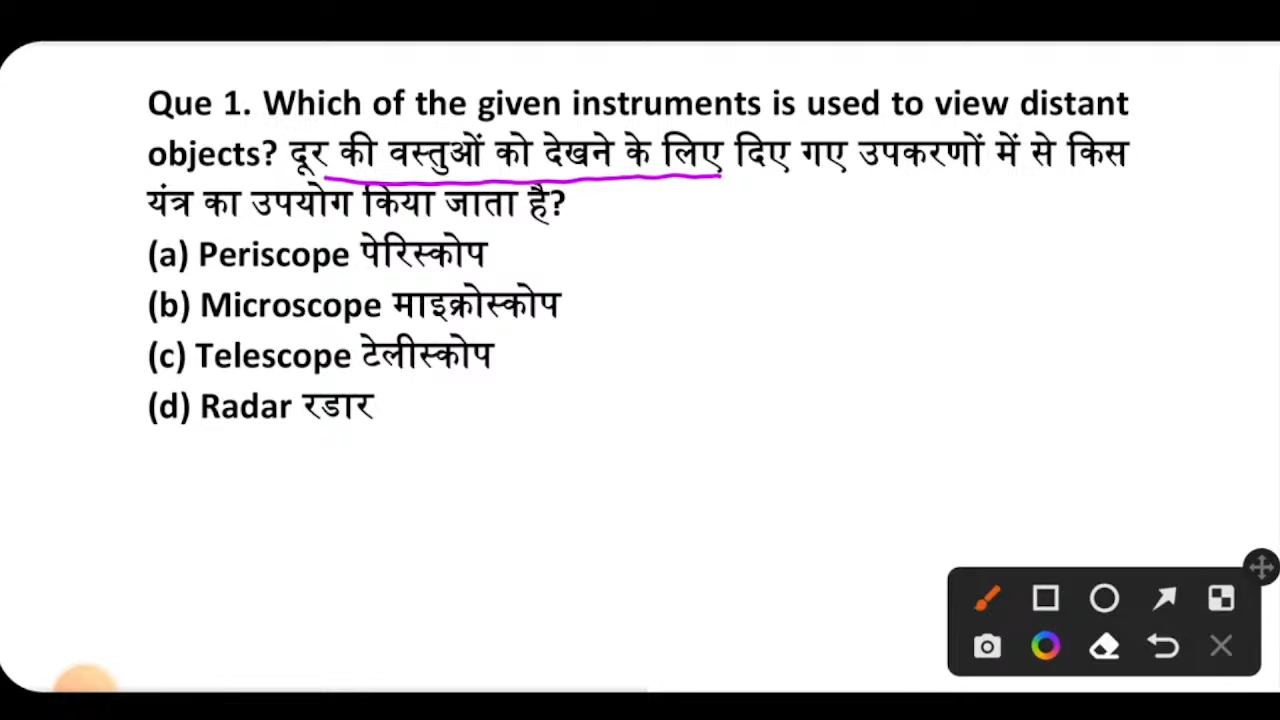 Que 1. Which of the given instruments is used to view distant
objects? दूर की वस्तुओं को देखने के लिए दिए गए उपकरणों में से किस
यंत्र का उपयोग किया जाता है?
(a) Periscope पेरिस्कोप
(b) Microscope माइक्रोस्कोप
(c) Telescope टेलीस्कोप
(d) Radar रडार